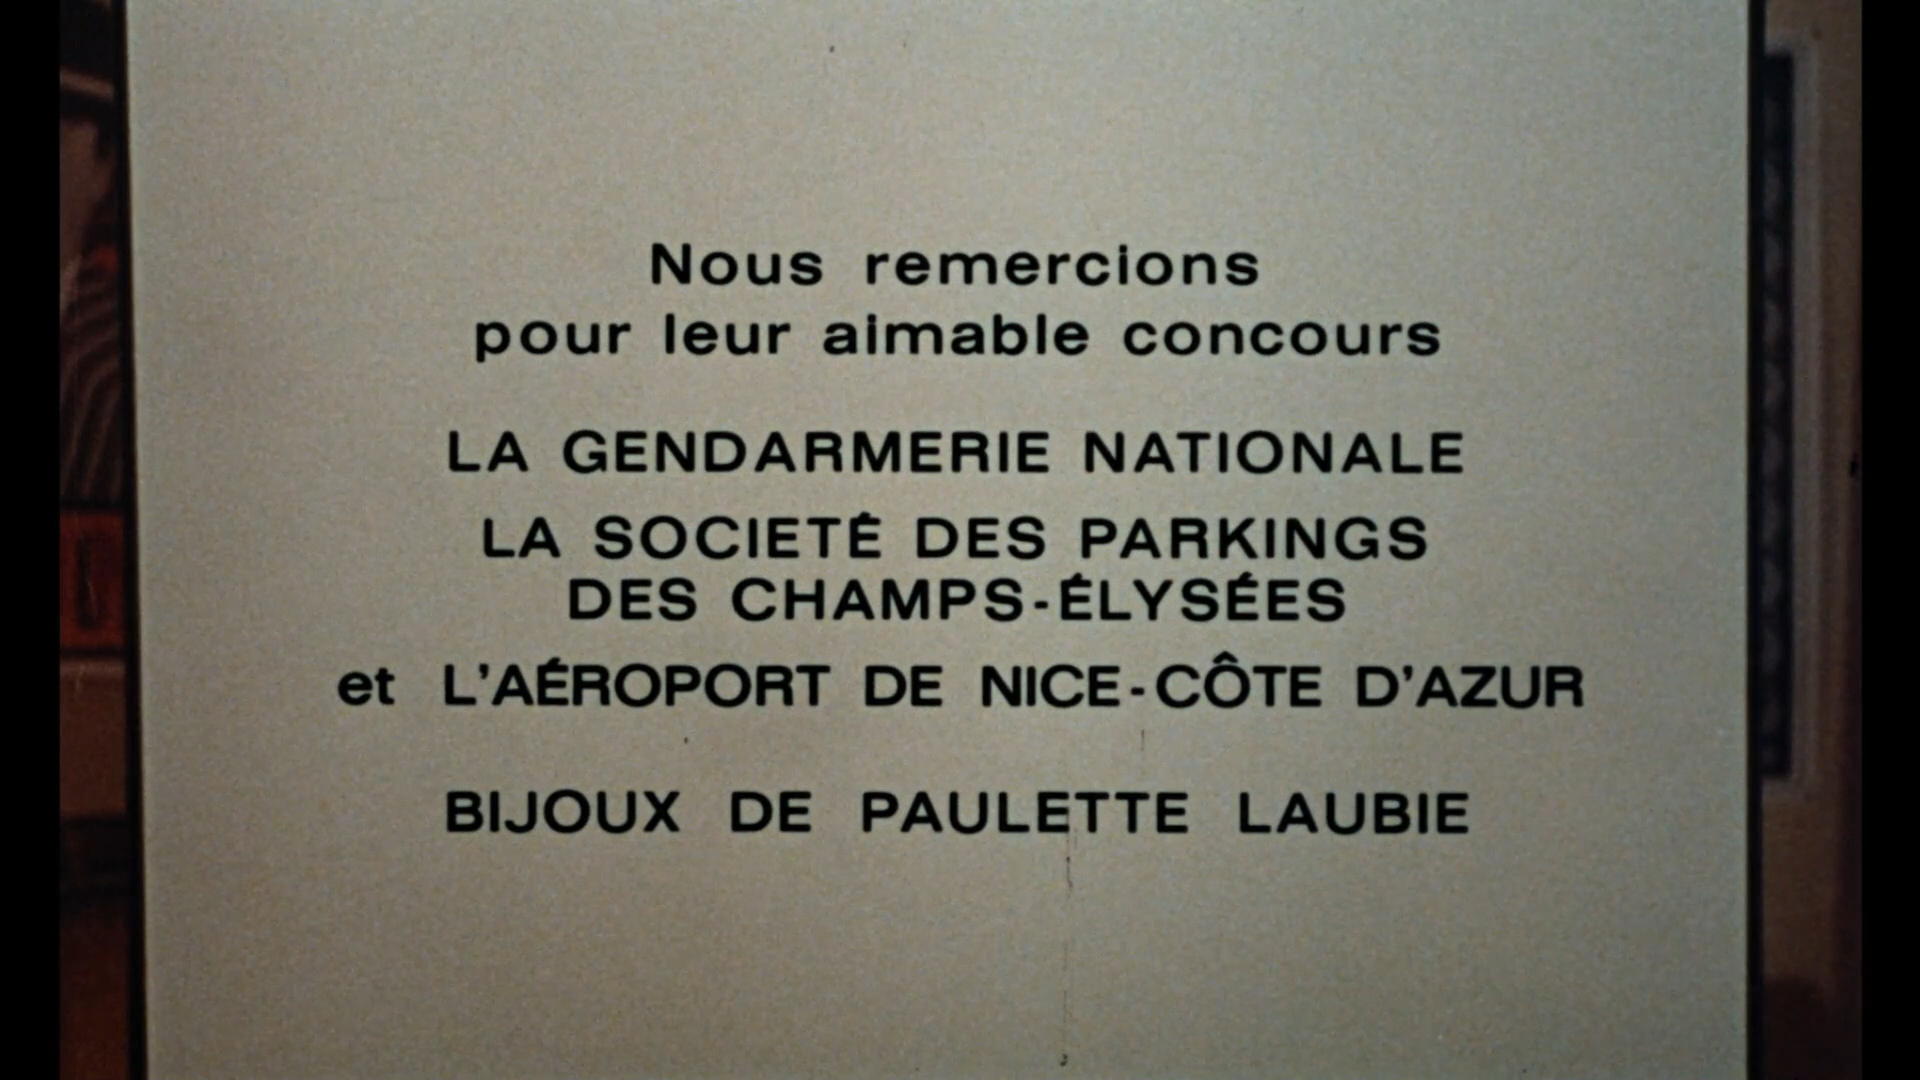 Nous remercions
pour leur aimable concours
LA GENDARMERIE NATIONALE
LA SOCIETÉ DES PARKINGS
DES CHAMPS-ÉLYSÉES
et L'AÉROPORT DE NICE-CÔTE D'AZUR
BIJOUX DE PAULETTE LAUBIE